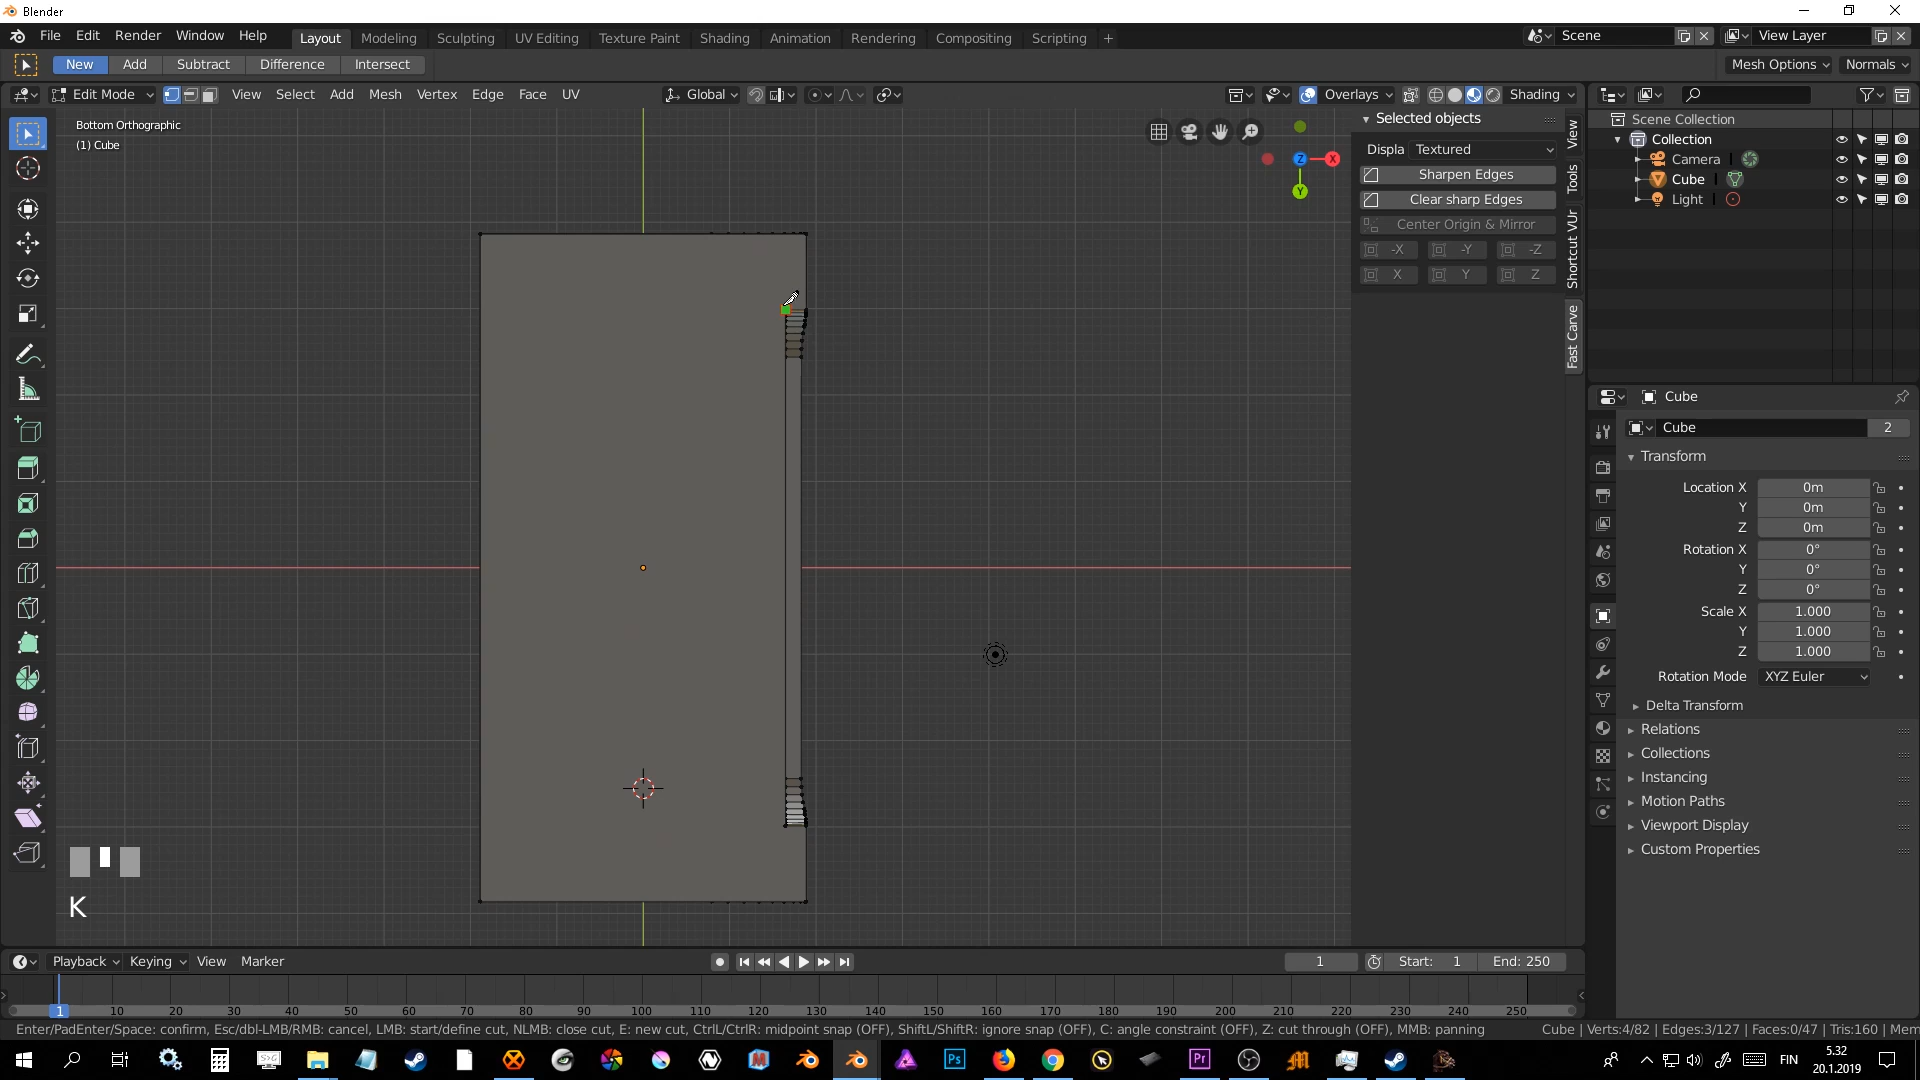 Blender
File Edit Render Window Help Layout Modeling Sculpting UV Editing Texture Paint Shading Animation Rendering Compositing Scripting + Scene View Layer
New Add Subtract Difference Intersect Mesh Options Normals
Edit Mode View Select Add Mesh Vertex Edge Face UV Global Overlays Shading
Bottom Orthographic
(1) Cube
Z X Y
Selected objects
Displa Textured
Sharpen Edges
Clear sharp Edges
Center Origin & Mirror
-X -Y -Z
X Y Z
View
Tools
Shortcut VUr
Fast Carve
Scene Collection
Collection
Camera
Cube
Light
Cube
Cube 2
Transform
Location X 0m
Y 0m
Z 0m
Rotation X 0°
Y 0°
Z 0°
Scale X 1.000
Y 1.000
Z 1.000
Rotation Mode XYZ Euler
Delta Transform
Relations
Collections
Instancing
Motion Paths
Viewport Display
Custom Properties
K
Playback Keying View Marker 1 Start: 1 End: 250
1 10 20 30 40 50 60 70 80 90 100 110 120 130 140 150 160 170 180 190 200 210 220 230 240 250
Enter/PadEnter/Space: confirm, Esc/dbl-LMB/RMB: cancel, LMB: start/define cut, NLMB: close cut, E: new cut, CtrlL/CtrlR: midpoint snap (OFF), ShiftL/ShiftR: ignore snap (OFF), C: angle constraint (OFF), Z: cut through (OFF), MMB: panning Cube | Verts:4/82 | Edges:3/127 | Faces:0/47 | Tris:160 | Mem
Ps Pr FIN 5.32
20.1.2019